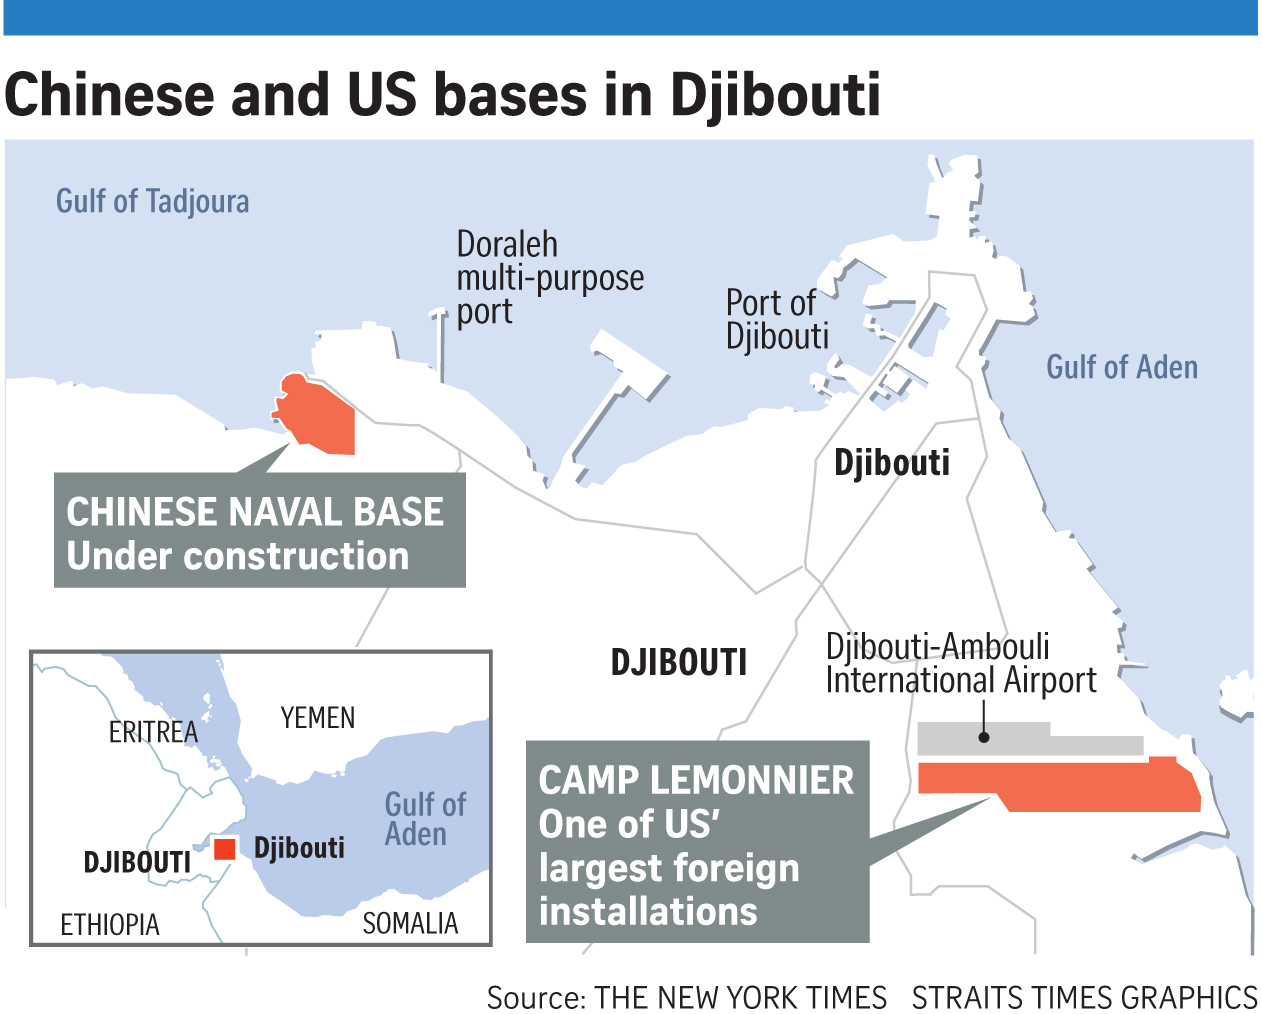 Chinese and US bases in Djibouti
Gulf of Tadjoura
Doraleh
multi-purpose
port
Port of
Djibouti
Gulf of Aden
Djibouti
CHINESE NAVAL BASE
Under construction
DJIBOUTI
Djibouti-Ambouli
International Airport
CAMP LEMONNIER
One of US’
largest foreign
installations
ERITREA
YEMEN
Gulf of
Aden
DJIBOUTI
Djibouti
ETHIOPIA
SOMALIA
Source: THE NEW YORK TIMES STRAITS TIMES GRAPHICS